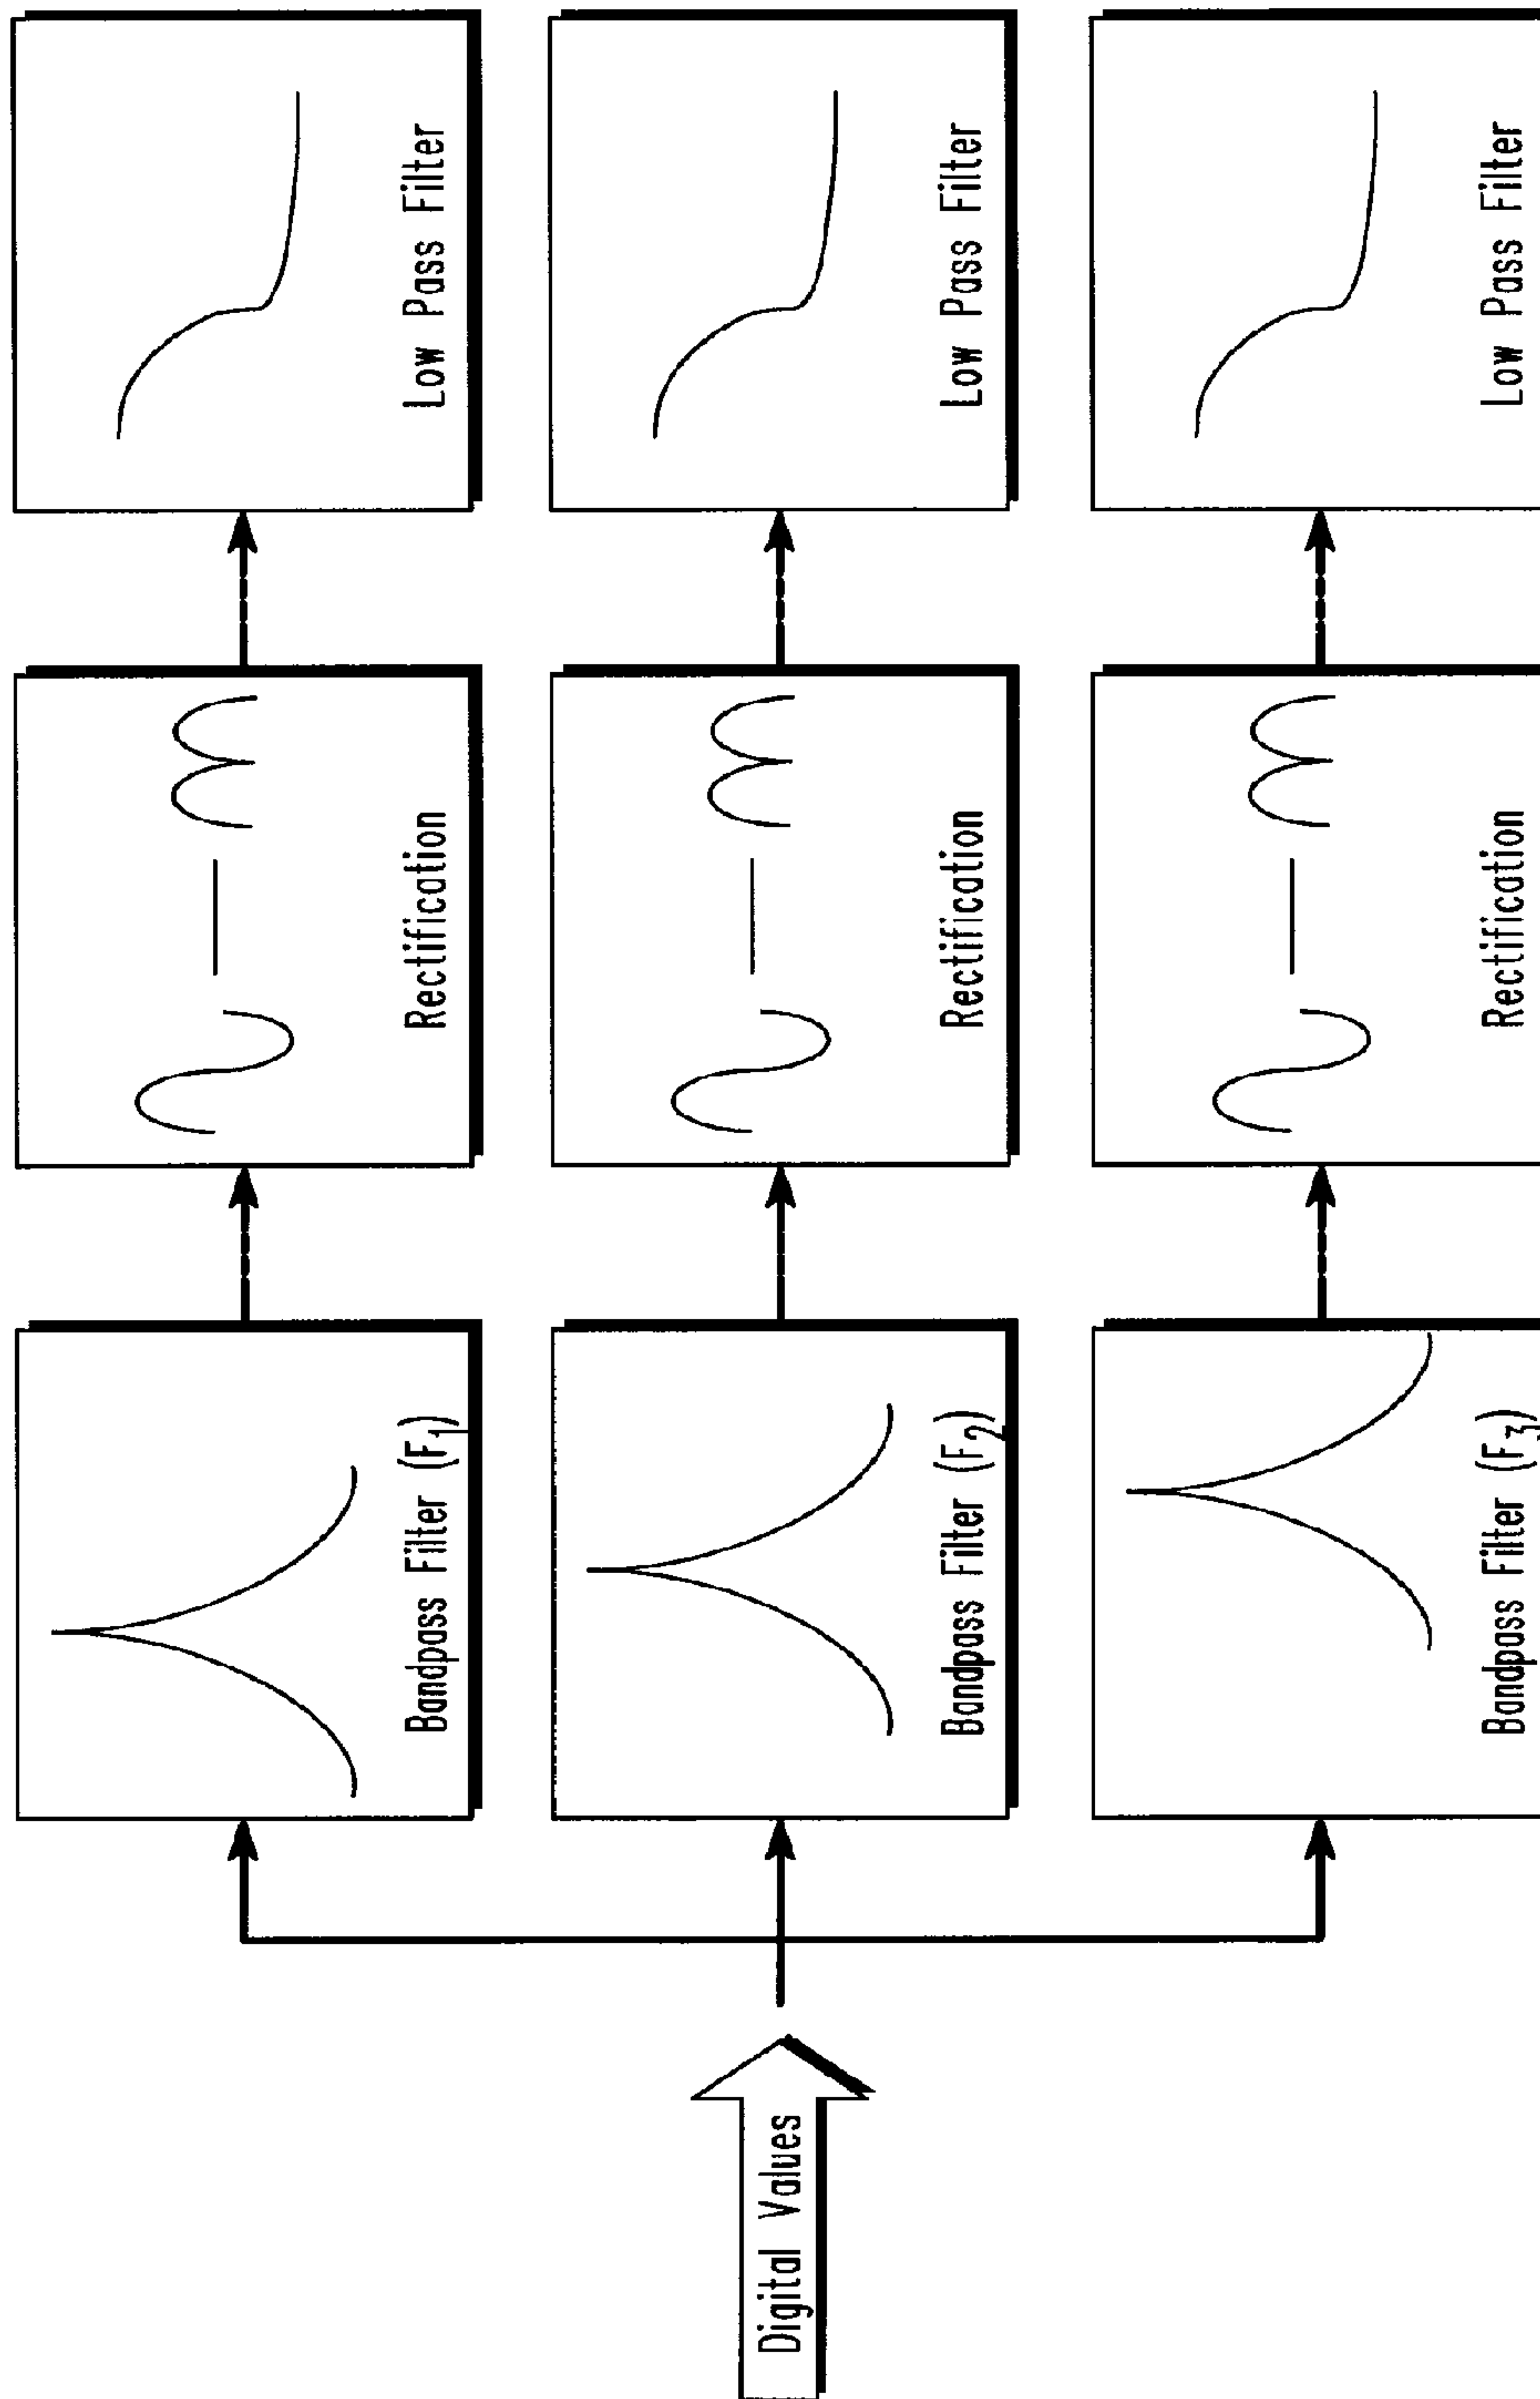 Digital Values
Bandpass Filter (F1)
Rectification
Low Pass Filter
Bandpass Filter (F2)
Rectification
Low Pass Filter
Bandpass Filter (F3)
Rectification
Low Pass Filter